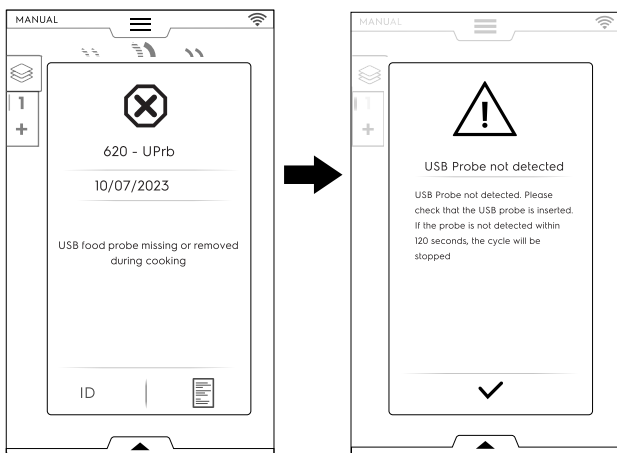 MANUAL
1
+
620 - UPrb
10/07/2023
USB food probe missing or removed
during cooking
ID
MANUAL
1
+
USB Probe not detected
USB Probe not detected. Please
check that the USB probe is inserted.
If the probe is not detected within
120 seconds, the cycle will be
stopped